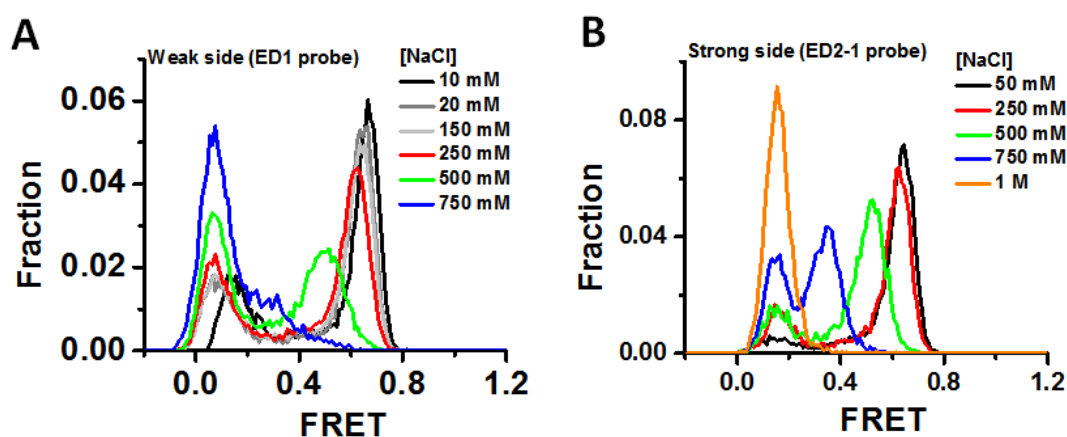 A
Weak side (ED1 probe)
[NaCl]
10 mM
20 mM
150 mM
250 mM
500 mM
750 mM
0.06
0.04
0.02
0.00
Fraction
0.0
0.4
0.8
1.2
FRET
B
Strong side (ED2-1 probe)
[NaCl]
50 mM
250 mM
500 mM
750 mM
1 M
0.08
0.04
0.00
Fraction
0.0
0.4
0.8
1.2
FRET